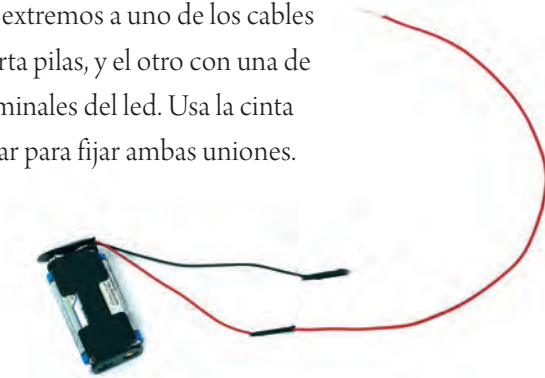 extremos a uno de los cables
rta pilas, y el otro con una de
minales del led. Usa la cinta
ar para fijar ambas uniones.